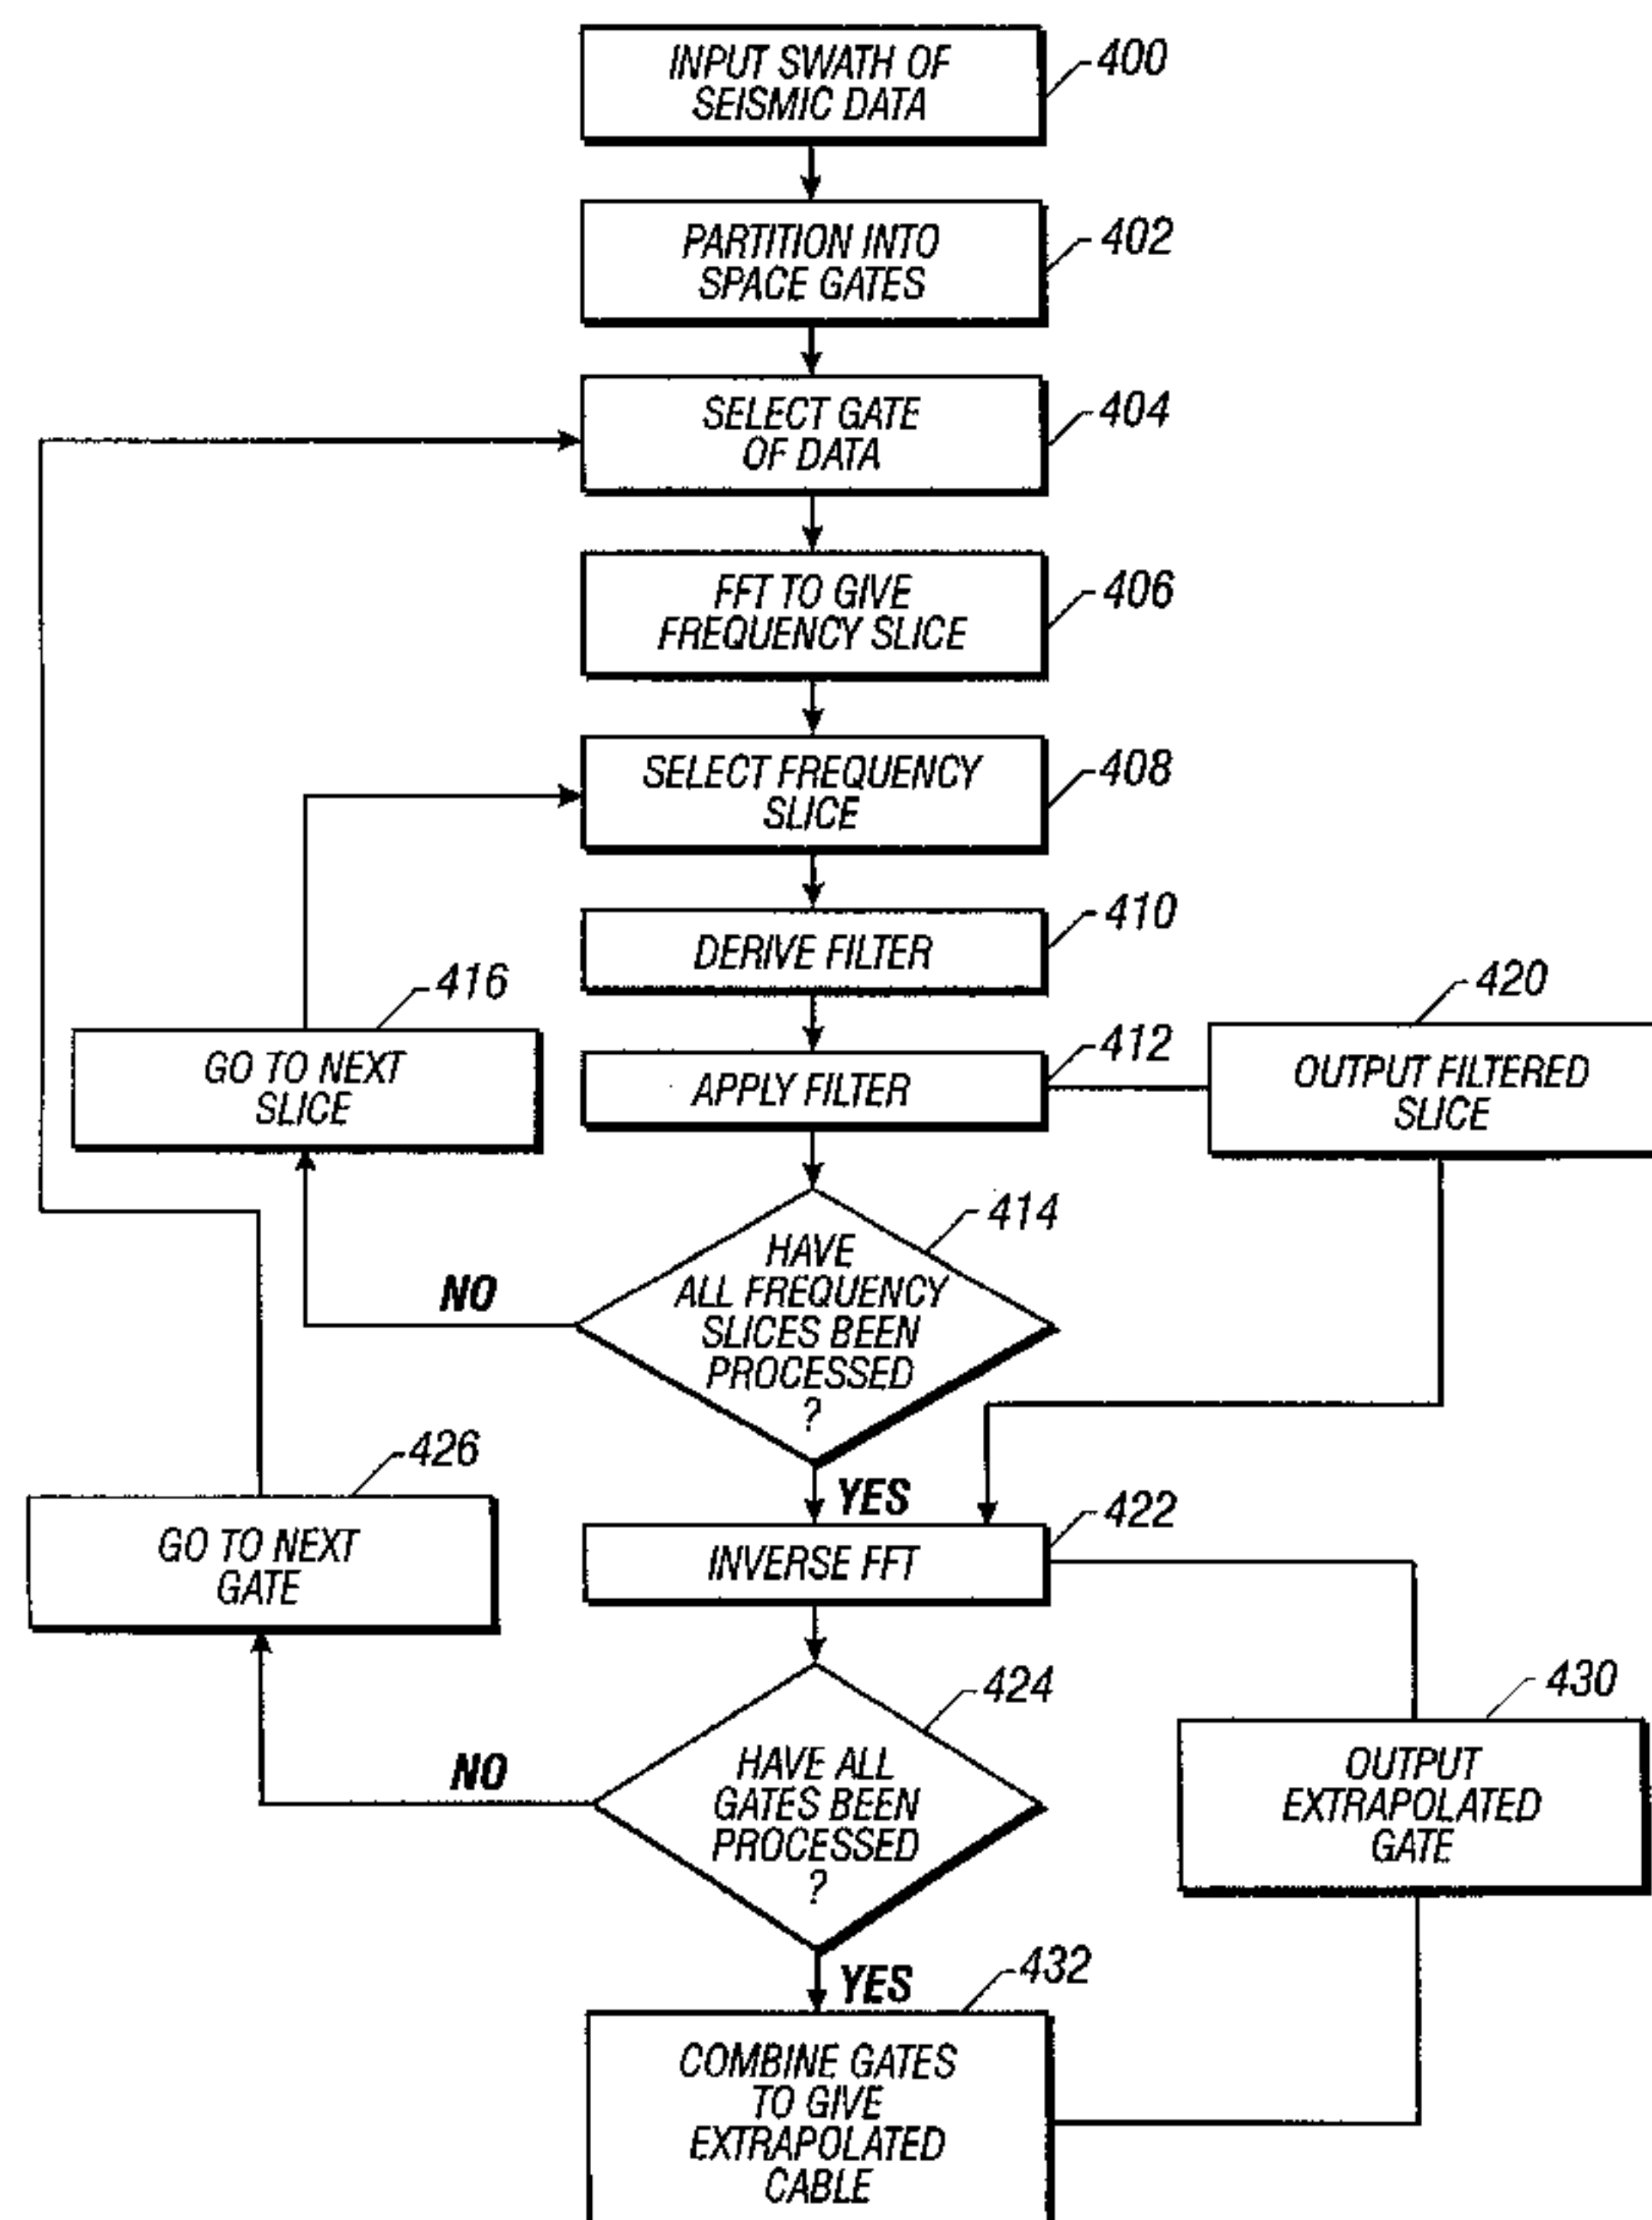 INPUT SWATH OF
SEISMIC DATA
400
PARTITION INTO
SPACE GATES
402
SELECT GATE
OF DATA
404
FFT TO GIVE
FREQUENCY SLICE
406
SELECT FREQUENCY
SLICE
408
DERIVE FILTER
410
APPLY FILTER
412
GO TO NEXT
SLICE
416
OUTPUT FILTERED
SLICE
420
HAVE
ALL FREQUENCY
SLICES BEEN
PROCESSED
?
414
NO
YES
INVERSE FFT
422
GO TO NEXT
GATE
426
HAVE ALL
GATES BEEN
PROCESSED
?
424
NO
YES
OUTPUT
EXTRAPOLATED
GATE
430
COMBINE GATES
TO GIVE
EXTRAPOLATED
CABLE
432